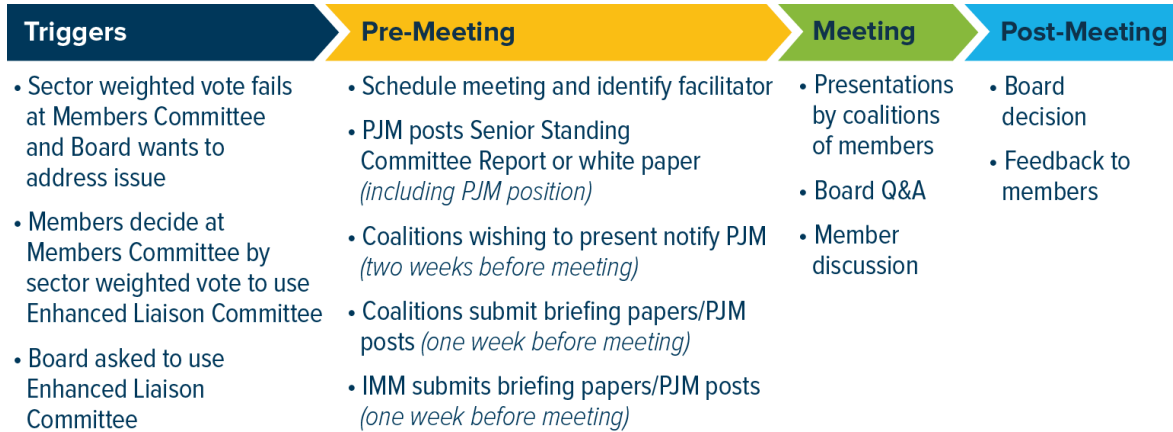 Triggers
• Sector weighted vote fails
at Members Committee
and Board wants to
address issue
• Members decide at
Members Committee by
sector weighted vote to use
Enhanced Liaison Committee
• Board asked to use
Enhanced Liaison
Committee
Pre-Meeting
• Schedule meeting and identify facilitator
• PJM posts Senior Standing
Committee Report or white paper
(including PJM position)
• Coalitions wishing to present notify PJM
(two weeks before meeting)
• Coalitions submit briefing papers/PJM
posts (one week before meeting)
• IMM submits briefing papers/PJM posts
(one week before meeting)
Meeting
• Presentations
by coalitions
of members
• Board Q&A
• Member
discussion
Post-Meeting
• Board
decision
• Feedback to
members